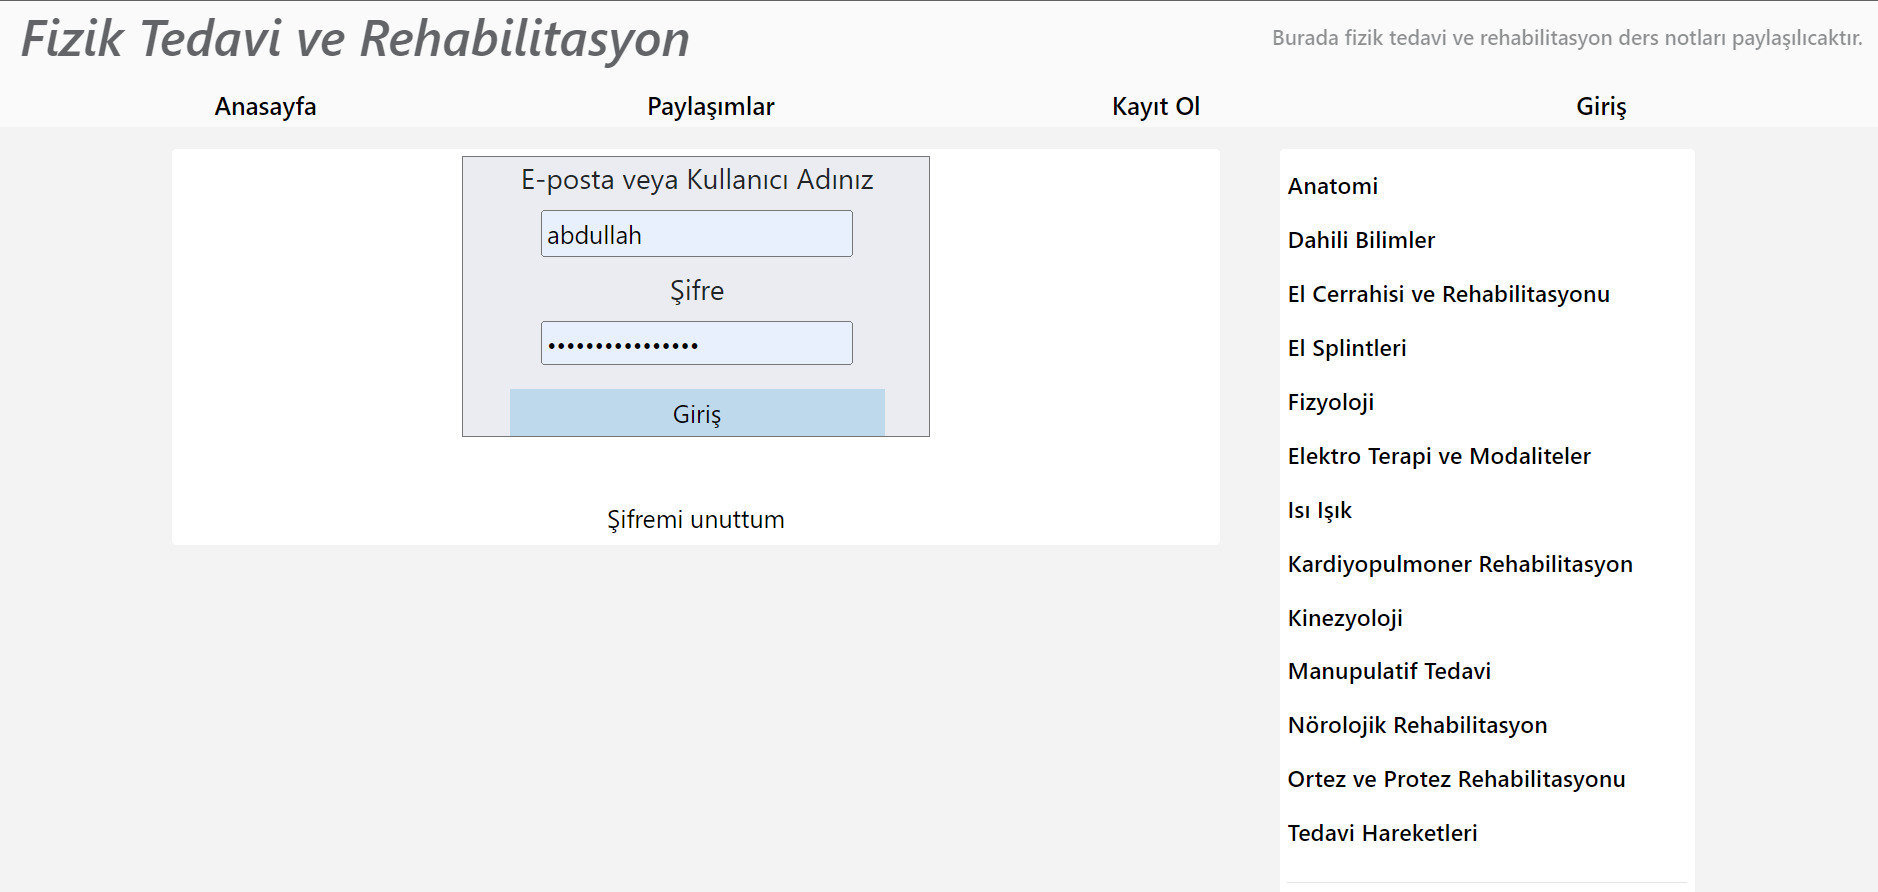 Fizik Tedavi ve Rehabilitasyon
Burada fizik tedavi ve rehabilitasyon ders notları paylaşılıcaktır.
Anasayfa
Paylaşımlar
Kayıt Ol
Giriş
E-posta veya Kullanıcı Adınız
abdullah
Şifre
••••••••••••••••
Giriş
Şifremi unuttum
Anatomi
Dahili Bilimler
El Cerrahisi ve Rehabilitasyonu
El Splintleri
Fizyoloji
Elektro Terapi ve Modaliteler
Isı Işık
Kardiyopulmoner Rehabilitasyon
Kinezyoloji
Manupulatif Tedavi
Nörolojik Rehabilitasyon
Ortez ve Protez Rehabilitasyonu
Tedavi Hareketleri